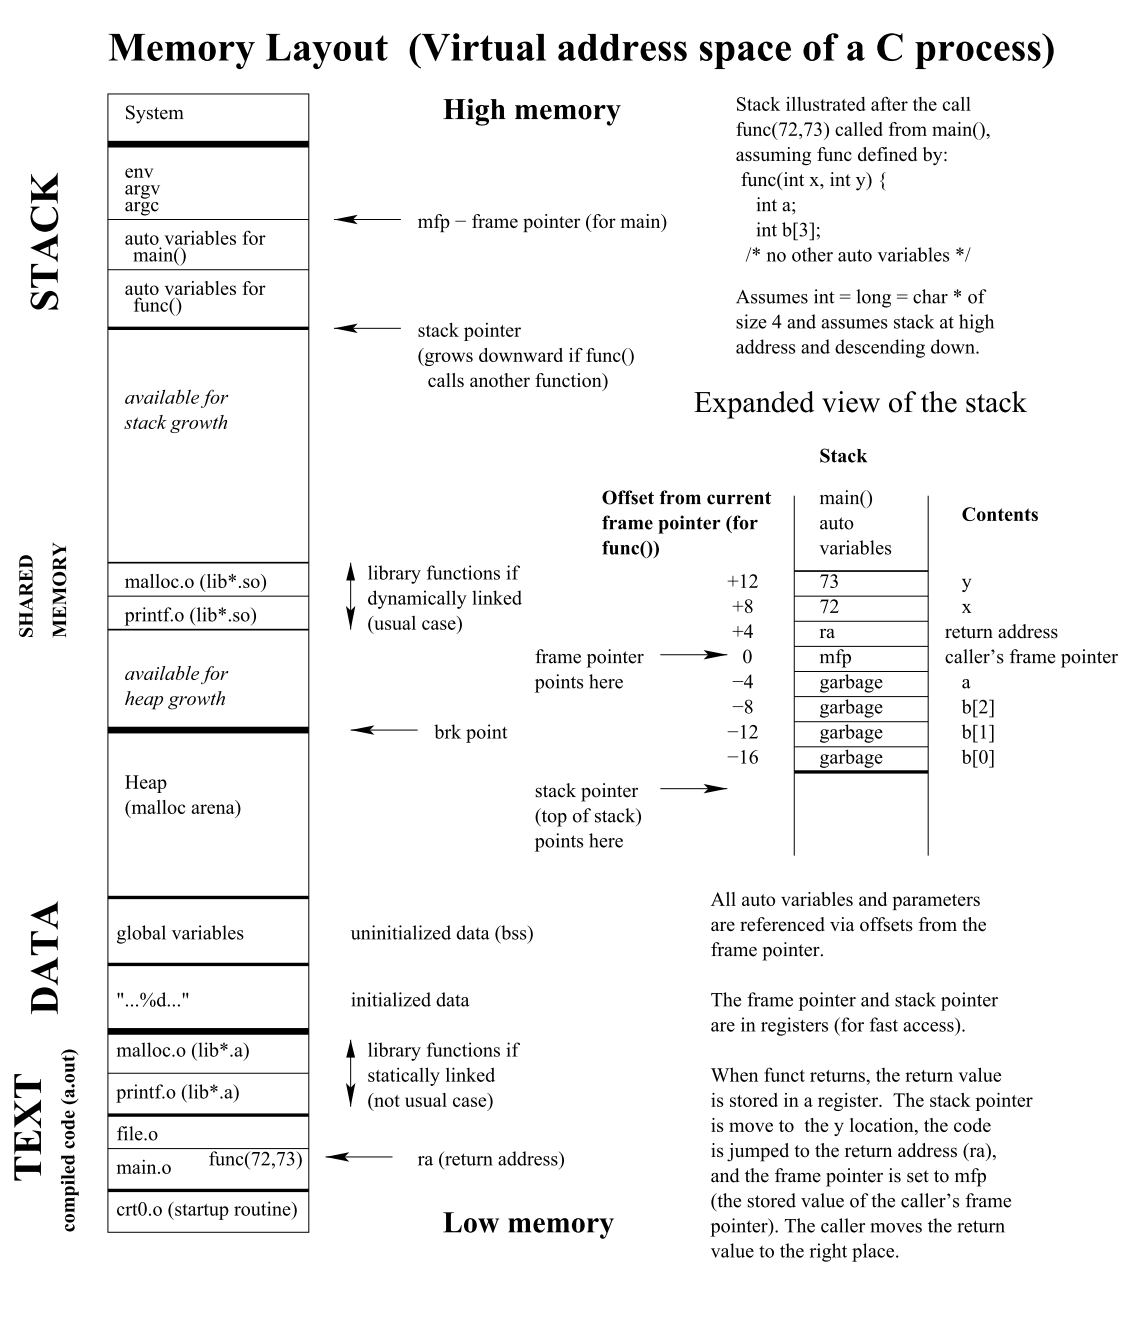 Memory Layout (Virtual address space of a C process)
System
High memory
STACK
env
argv
argc
mfp − frame pointer (for main)
auto variables for
main()
auto variables for
func()
stack pointer
(grows downward if func()
calls another function)
available for
stack growth
Stack illustrated after the call
func(72,73) called from main(),
assuming func defined by:
func(int x, int y) {
int a;
int b[3];
/* no other auto variables */
Assumes int = long = char * of
size 4 and assumes stack at high
address and descending down.
Expanded view of the stack
Stack
Offset from current
frame pointer (for
func())
main()
auto
variables
Contents
+12 73 y
+8 72 x
+4 ra return address
frame pointer
points here
0 mfp caller's frame pointer
−4 garbage a
−8 garbage b[2]
−12 garbage b[1]
−16 garbage b[0]
stack pointer
(top of stack)
points here
SHARED
MEMORY
malloc.o (lib*.so)
printf.o (lib*.so)
library functions if
dynamically linked
(usual case)
available for
heap growth
brk point
Heap
(malloc arena)
DATA
global variables
uninitialized data (bss)
"...%d..."
initialized data
TEXT
compiled code (a.out)
malloc.o (lib*.a)
printf.o (lib*.a)
library functions if
statically linked
(not usual case)
file.o
main.o func(72,73)
ra (return address)
crt0.o (startup routine)
Low memory
All auto variables and parameters
are referenced via offsets from the
frame pointer.
The frame pointer and stack pointer
are in registers (for fast access).
When funct returns, the return value
is stored in a register. The stack pointer
is move to the y location, the code
is jumped to the return address (ra),
and the frame pointer is set to mfp
(the stored value of the caller's frame
pointer). The caller moves the return
value to the right place.